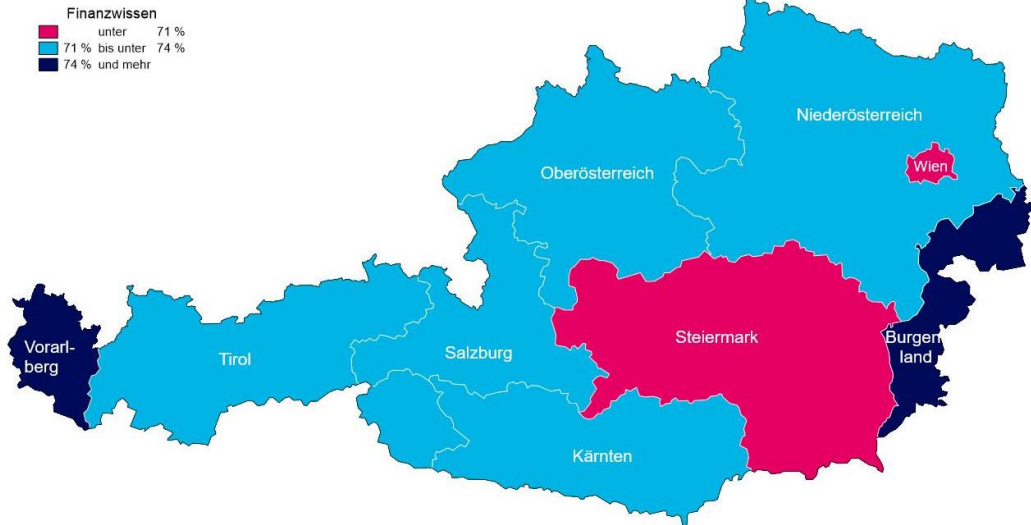 Finanzwissen
unter 71 %
71 % bis unter 74 %
74 % und mehr
Niederösterreich
Wien
Oberösterreich
Steiermark
Burgen
land
Salzburg
Tirol
Vorarl-
berg
Kärnten